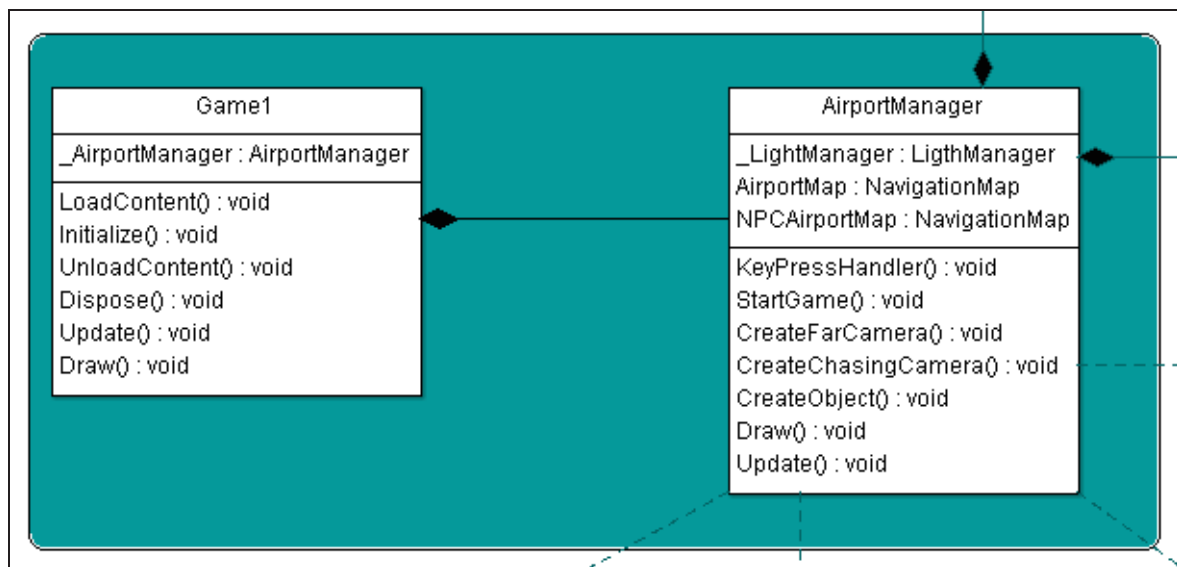 Game1
_AirportManager : AirportManager
LoadContent() : void
Initialize() : void
UnloadContent() : void
Dispose() : void
Update() : void
Draw() : void
AirportManager
_LightManager : LigthManager
AirportMap : NavigationMap
NPCAirportMap : NavigationMap
KeyPressHandler() : void
StartGame() : void
CreateFarCamera() : void
CreateChasingCamera() : void
CreateObject() : void
Draw() : void
Update() : void